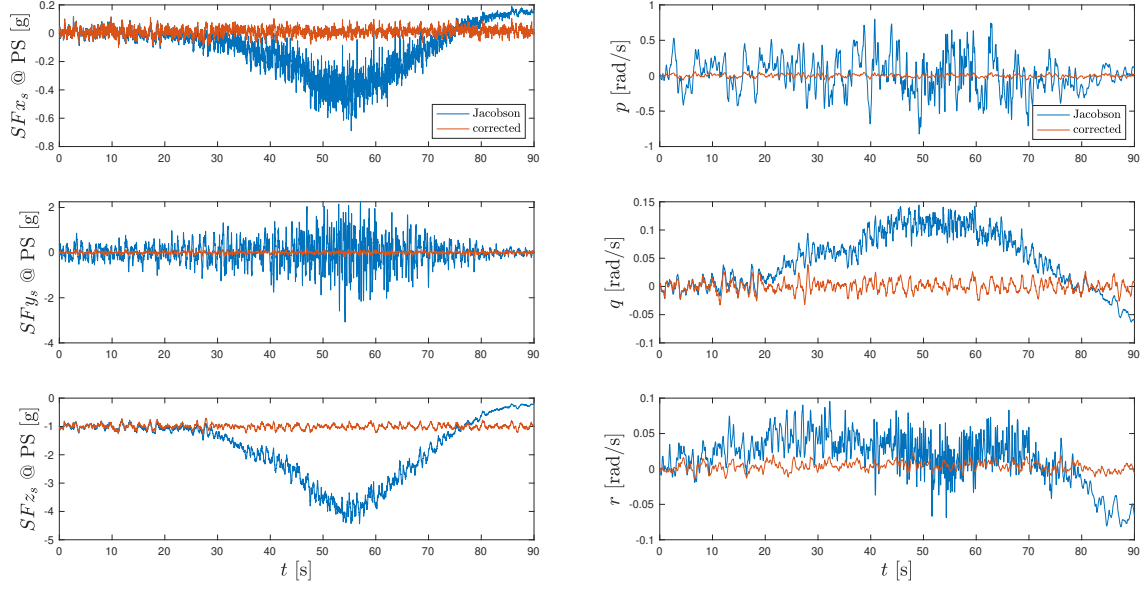 SFx_s @ PS [g]
0.2
0
-0.2
-0.4
-0.6
-0.8
Jacobson
corrected
0 10 20 30 40 50 60 70 80 90
p [rad/s]
1
0.5
0
-0.5
-1
Jacobson
corrected
0 10 20 30 40 50 60 70 80 90
SFy_s @ PS [g]
2
0
-2
-4
0 10 20 30 40 50 60 70 80 90
q [rad/s]
0.15
0.1
0.05
0
-0.05
-0.1
0 10 20 30 40 50 60 70 80 90
SFz_s @ PS [g]
0
-1
-2
-3
-4
-5
0 10 20 30 40 50 60 70 80 90
t [s]
r [rad/s]
0.1
0.05
0
-0.05
-0.1
0 10 20 30 40 50 60 70 80 90
t [s]